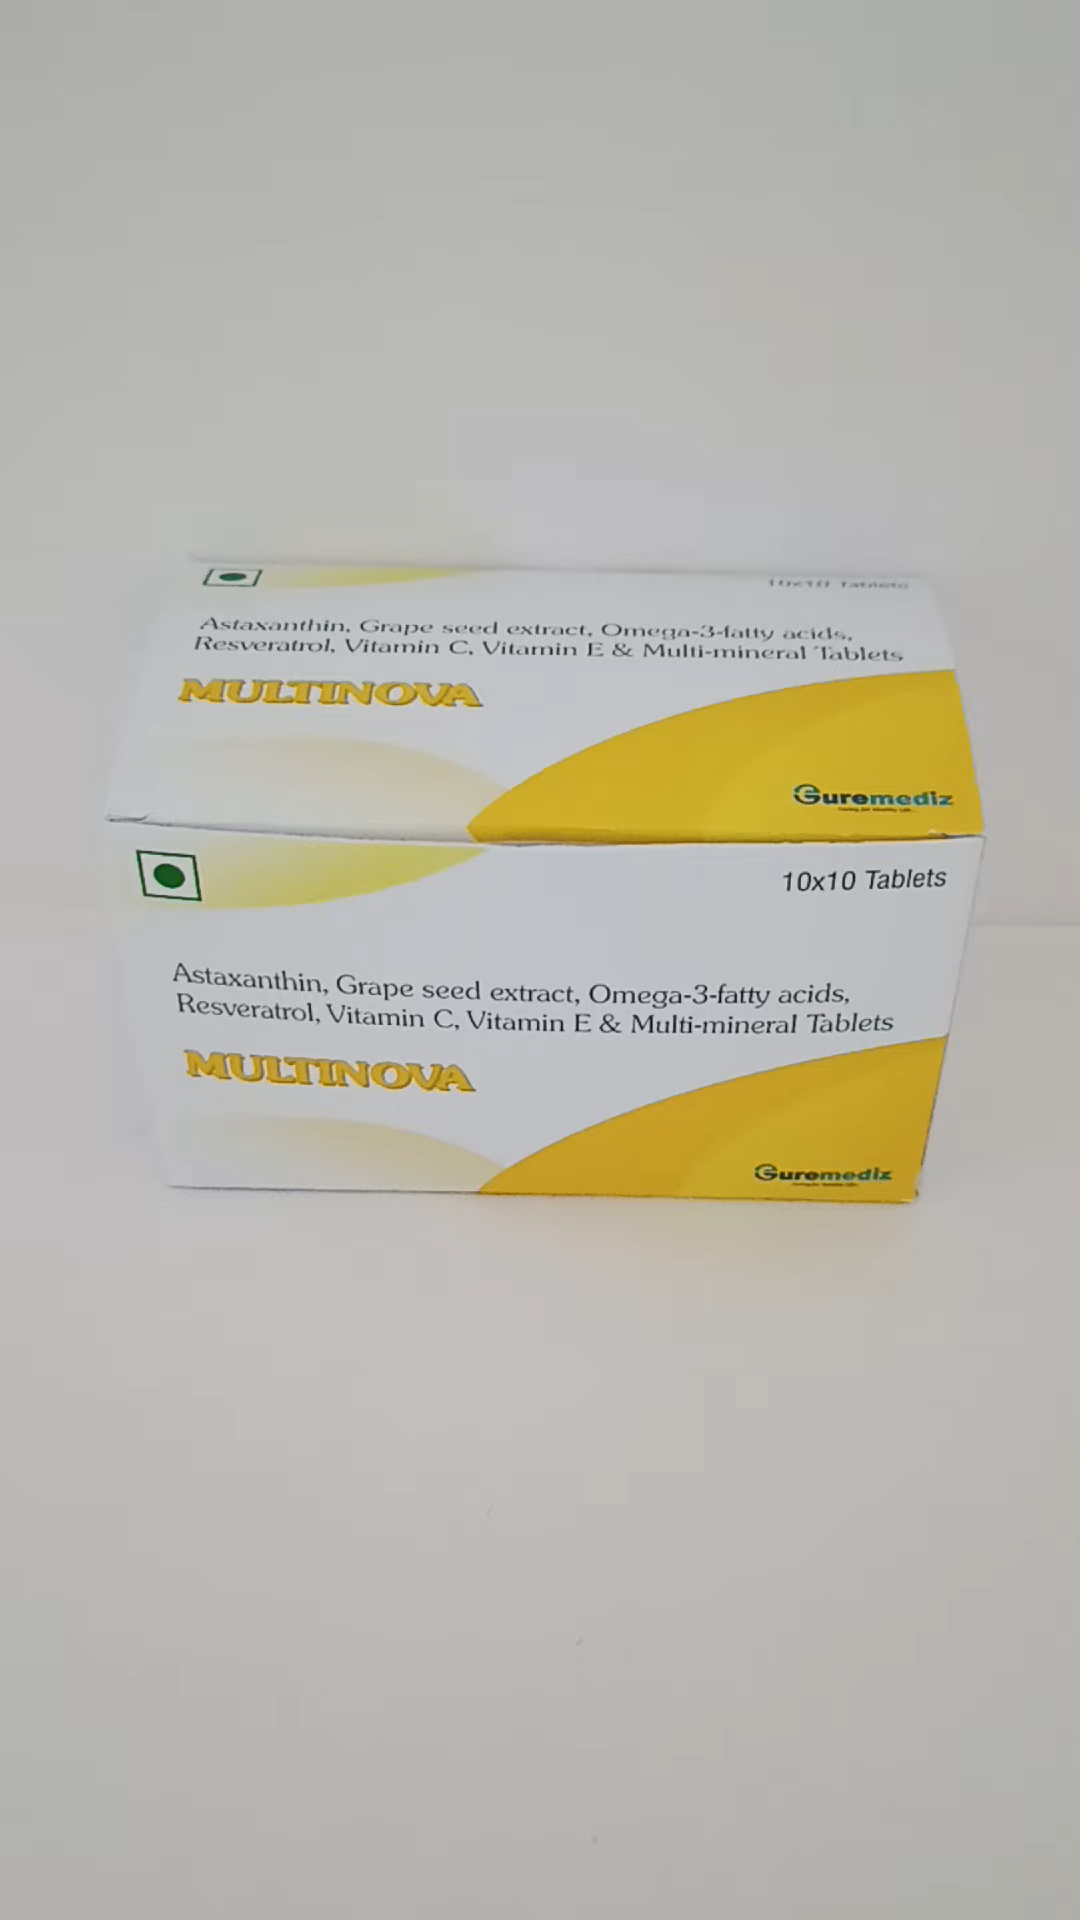 10x10 Tablets
Astaxanthin, Grape seed extract, Omega-3-fatty acids,
Resveratrol, Vitamin C, Vitamin E & Multi-mineral Tablets
MULTINOVA
Guremediz
10x10 Tablets
Astaxanthin, Grape seed extract, Omega-3-fatty acids,
Resveratrol, Vitamin C, Vitamin E & Multi-mineral Tablets
MULTINOVA
Guremediz